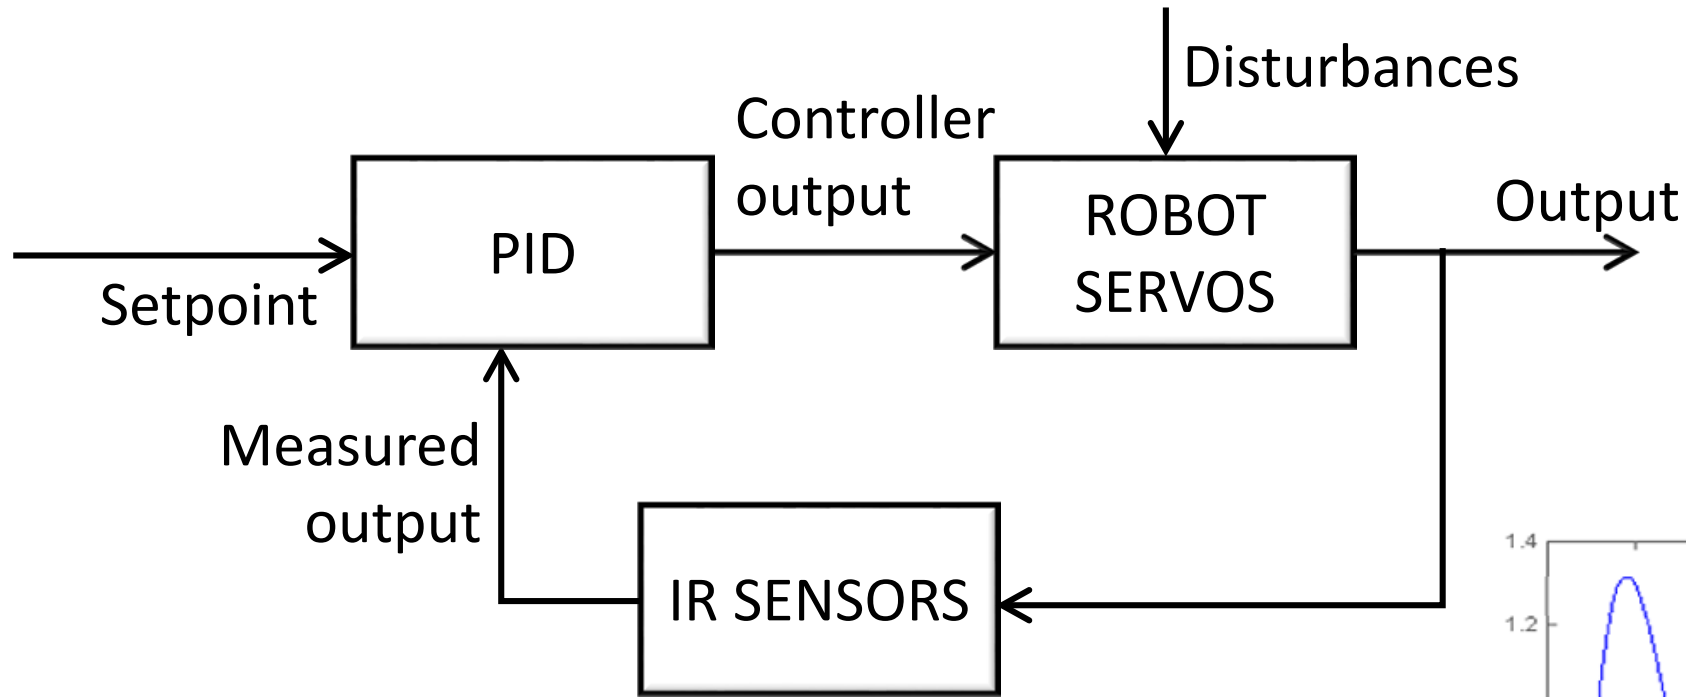 Disturbances
Controller
output
PID
ROBOT
SERVOS
Output
Setpoint
Measured
output
IR SENSORS
1.4
1.2